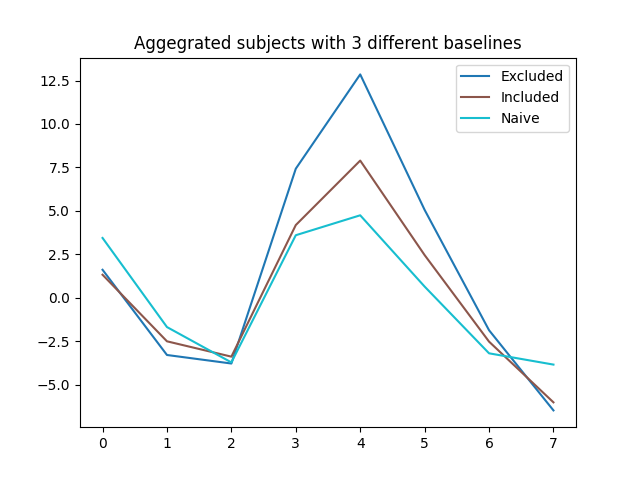 Aggegrated subjects with 3 different baselines
Excluded
Included
Naive
12.5
10.0
7.5
5.0
2.5
0.0
−2.5
−5.0
0 1 2 3 4 5 6 7